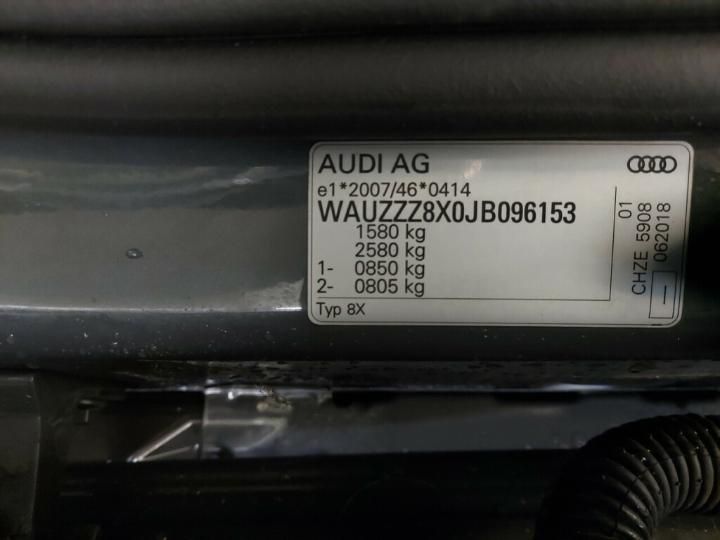 AUDI AG
e1*2007/46*0414
WAUZZZ8X0JB096153
1580 kg
2580 kg
1- 0850 kg
2- 0805 kg
Typ 8X
01
CHZE 5908
062018
—